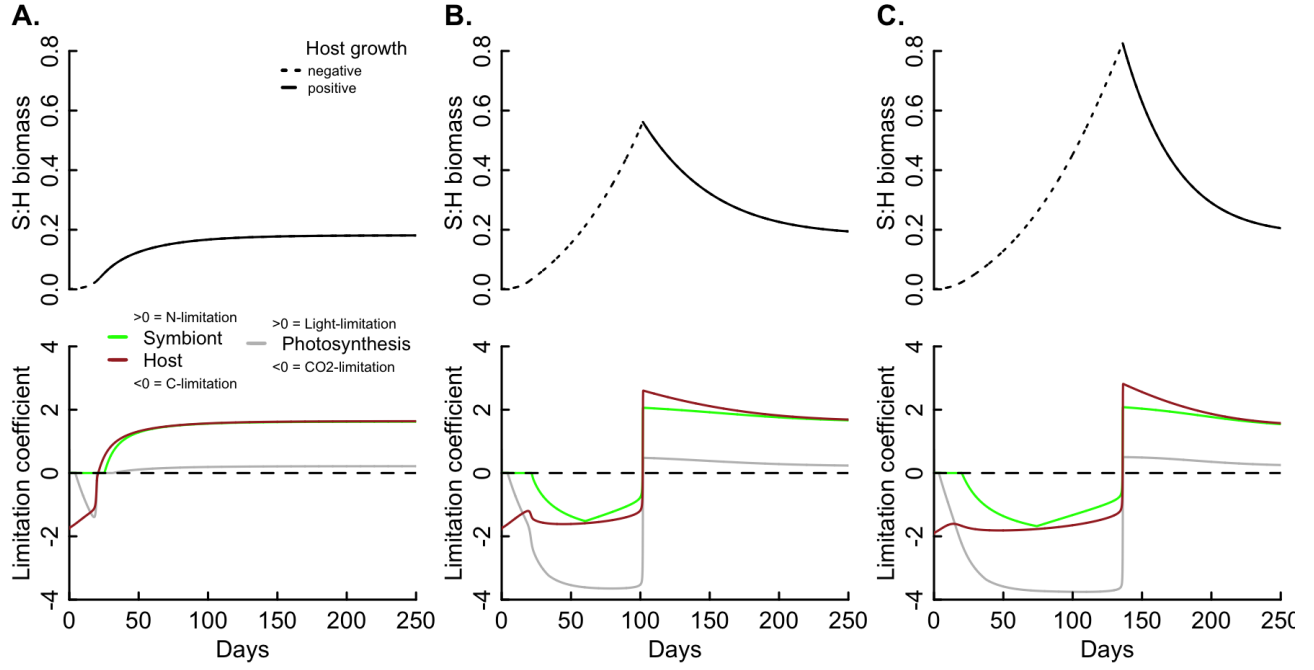 A.
B.
C.
S:H biomass
0.0 0.2 0.4 0.6 0.8
Host growth
negative
positive
S:H biomass
0.0 0.2 0.4 0.6 0.8
S:H biomass
0.0 0.2 0.4 0.6 0.8
Limitation coefficient
-4 -2 0 2 4
>0 = N-limitation
Symbiont
Host
<0 = C-limitation
>0 = Light-limitation
Photosynthesis
<0 = CO2-limitation
0 50 100 150 200 250
Days
Limitation coefficient
-4 -2 0 2 4
0 50 100 150 200 250
Days
Limitation coefficient
-4 -2 0 2 4
0 50 100 150 200 250
Days